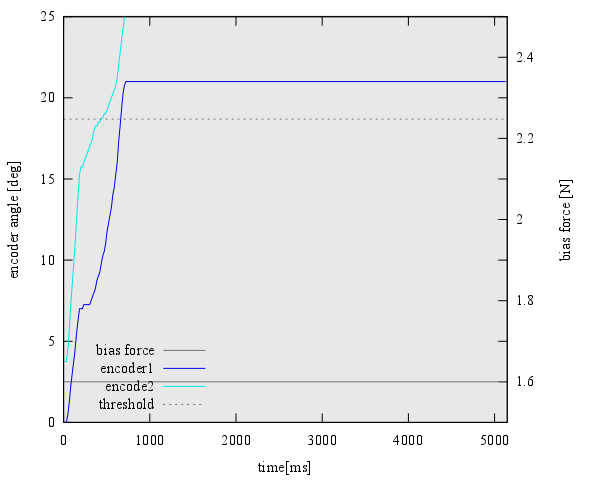 25
20
15
10
5
0
encoder angle [deg]
2.4
2.2
2
1.8
1.6
bias force [N]
bias force
encoder1
encode2
threshold
0 1000 2000 3000 4000 5000
time[ms]